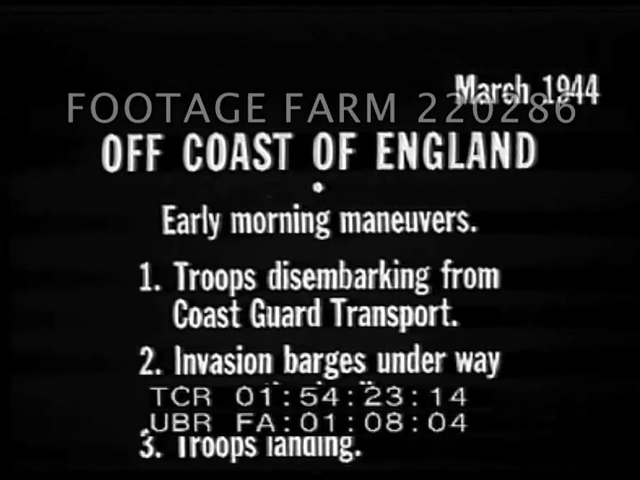 March 1944
FOOTAGE FARM 220286
OFF COAST OF ENGLAND
Early morning maneuvers.
1. Troops disembarking from
Coast Guard Transport.
2. Invasion barges under way
TCR 01:54:23:14
UBR FA:01:08:04
3. Troops landing.